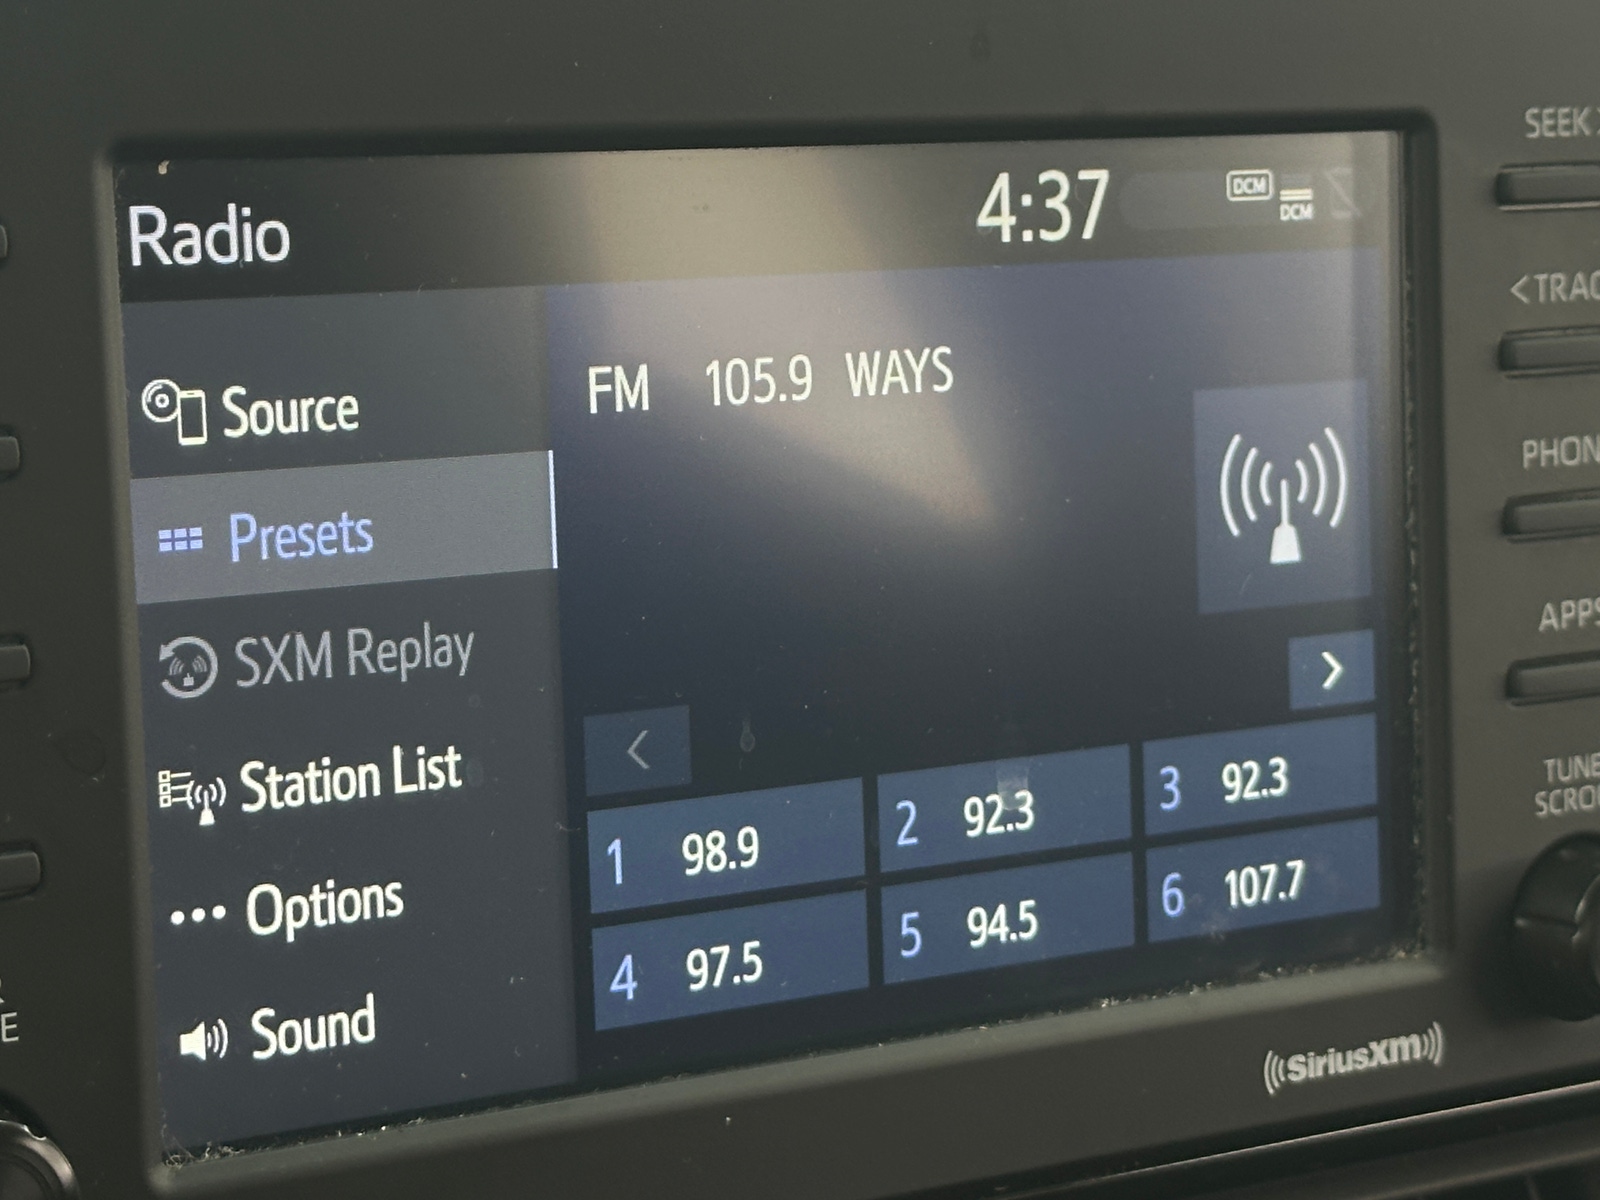 Radio 4:37 DCM DCM
SEEK
Source
FM 105.9 WAYS
<TRAC
Presets
PHON
SXM Replay
APPS
>
<
Station List
1 98.9 2 92.3 3 92.3
TUNE
SCRO
Options
4 97.5 5 94.5 6 107.7
Sound
E
SiriusXM